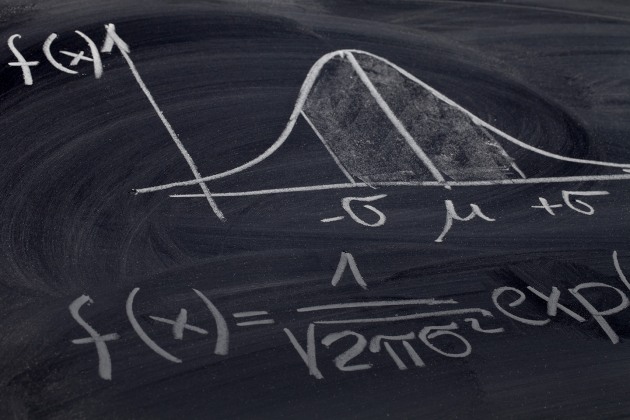 f(x)
-σ μ +σ
f(x) = 1/√2πσ² exp(